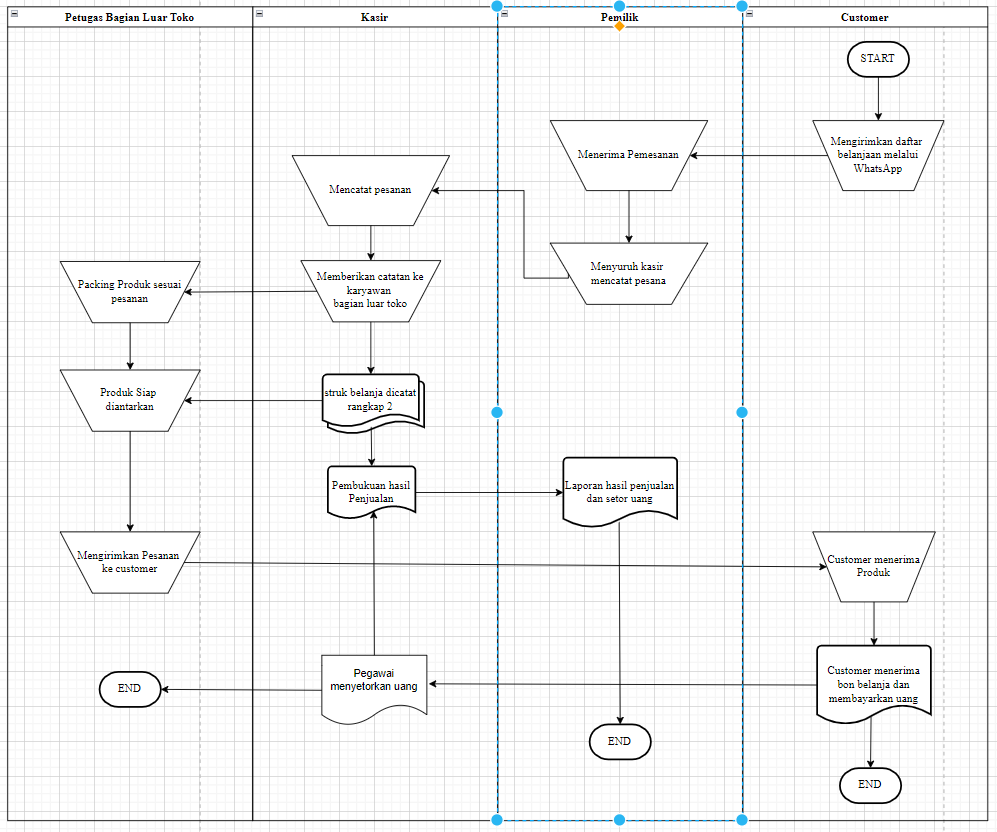 Petugas Bagian Luar Toko
Kasir
Pemilik
Customer
START
Mengirimkan daftar
belanjaan melalui
WhatsApp
Menerima Pemesanan
Mencatat pesanan
Menyuruh kasir
mencatat pesana
Memberikan catatan ke
karyawan
bagian luar toko
Packing Produk sesuai
pesanan
Produk Siap
diantarkan
struk belanja dicatat
rangkap 2
Pembukuan hasil
Penjualan
Laporan hasil penjualan
dan setor uang
Mengirimkan Pesanan
ke customer
Customer menerima
Produk
Customer menerima
bon belanja dan
membayarkan uang
Pegawai
menyetorkan uang
END
END
END